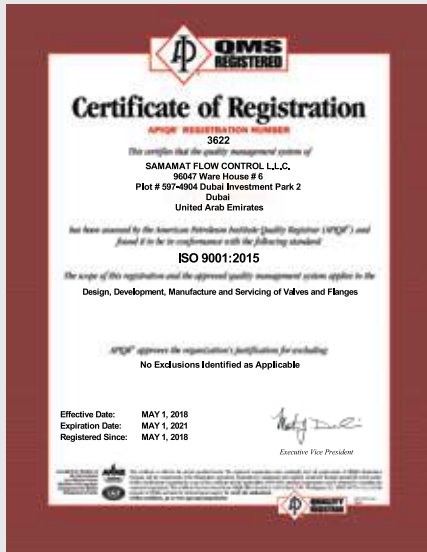 QMS
REGISTERED
Certificate of Registration
APIQR® REGISTRATION NUMBER
3622
This certifies that the quality management system of
SAMAMAT FLOW CONTROL L.L.C.
96047 Ware House # 6
Plot # 597-4904 Dubai Investment Park 2
Dubai
United Arab Emirates
has been assessed by the American Petroleum Institute Quality Registrar (APIQR®) and
found it to be in conformance with the following standard:
ISO 9001:2015
The scope of this registration and the approved quality management system applies to the
Design, Development, Manufacture and Servicing of Valves and Flanges
APIQR® approves the organization's justification for excluding:
No Exclusions Identified as Applicable
Effective Date: MAY 1, 2018
Expiration Date: MAY 1, 2021
Registered Since: MAY 1, 2018
Executive Vice President
QUALITY
REGISTRAR